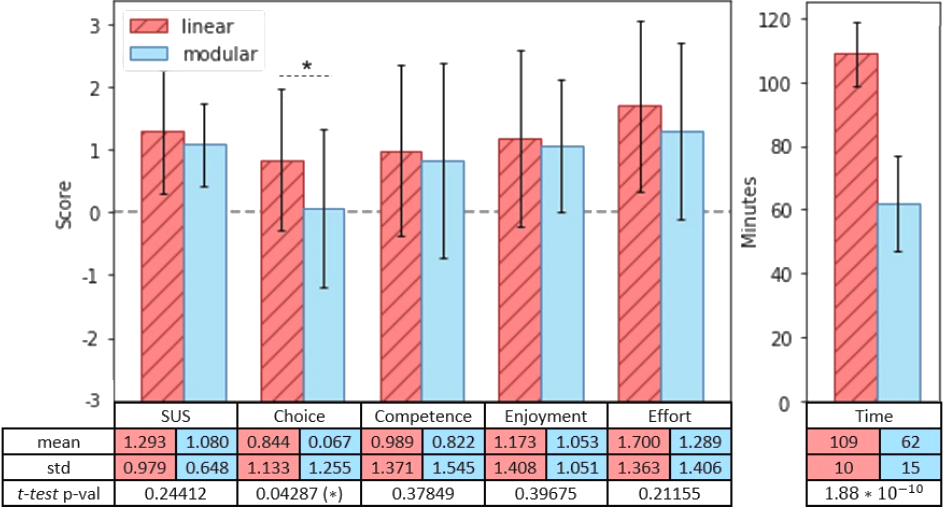 linear
modular
*
3
2
1
0
-1
-2
-3
Score
120
100
80
60
40
20
0
Minutes
SUS Choice Competence Enjoyment Effort Time
mean 1.293 1.080 0.844 0.067 0.989 0.822 1.173 1.053 1.700 1.289 109 62
std 0.979 0.648 1.133 1.255 1.371 1.545 1.408 1.051 1.363 1.406 10 15
t-test p-val 0.24412 0.04287 (*) 0.37849 0.39675 0.21155 1.88 * 10⁻¹⁰